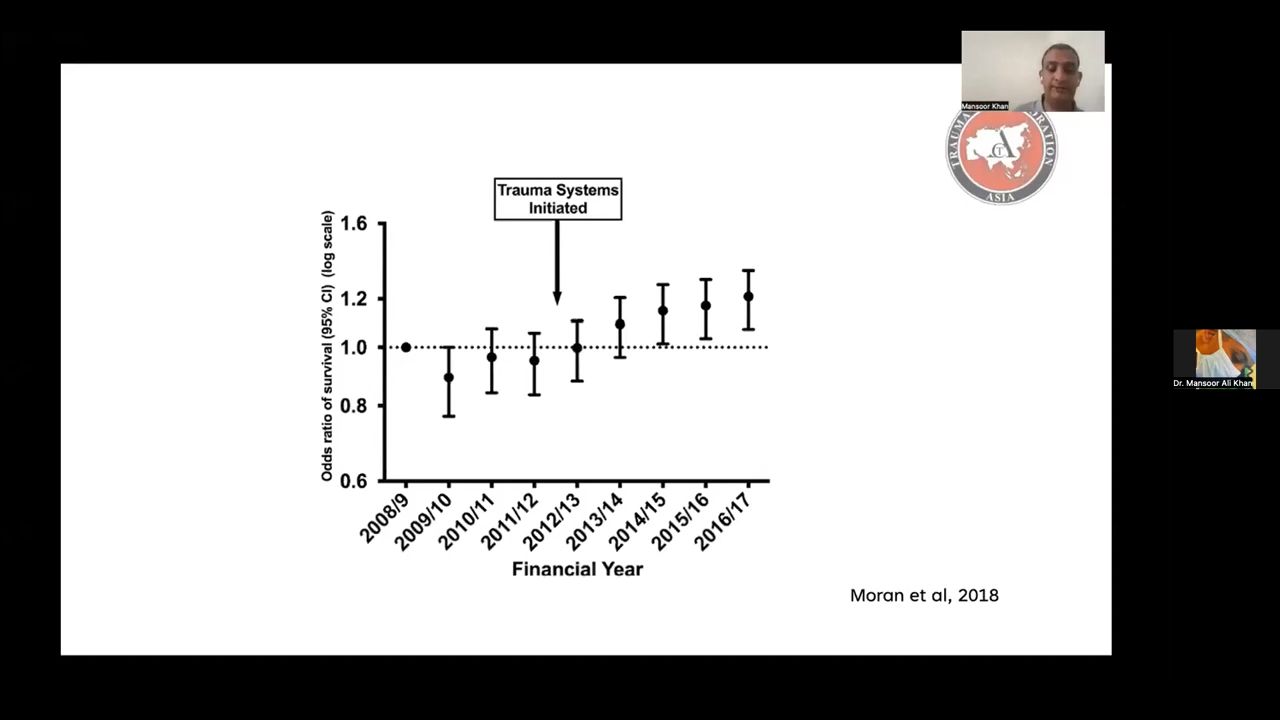 Mansoor Khan
ASIA
Trauma Systems
Initiated
Odds ratio of survival (95% CI) (log scale)
1.6
1.2
1.0
0.8
0.6
2008/9
2009/10
2010/11
2011/12
2012/13
2013/14
2014/15
2015/16
2016/17
Financial Year
Moran et al, 2018
Dr. Mansoor Ali Khan